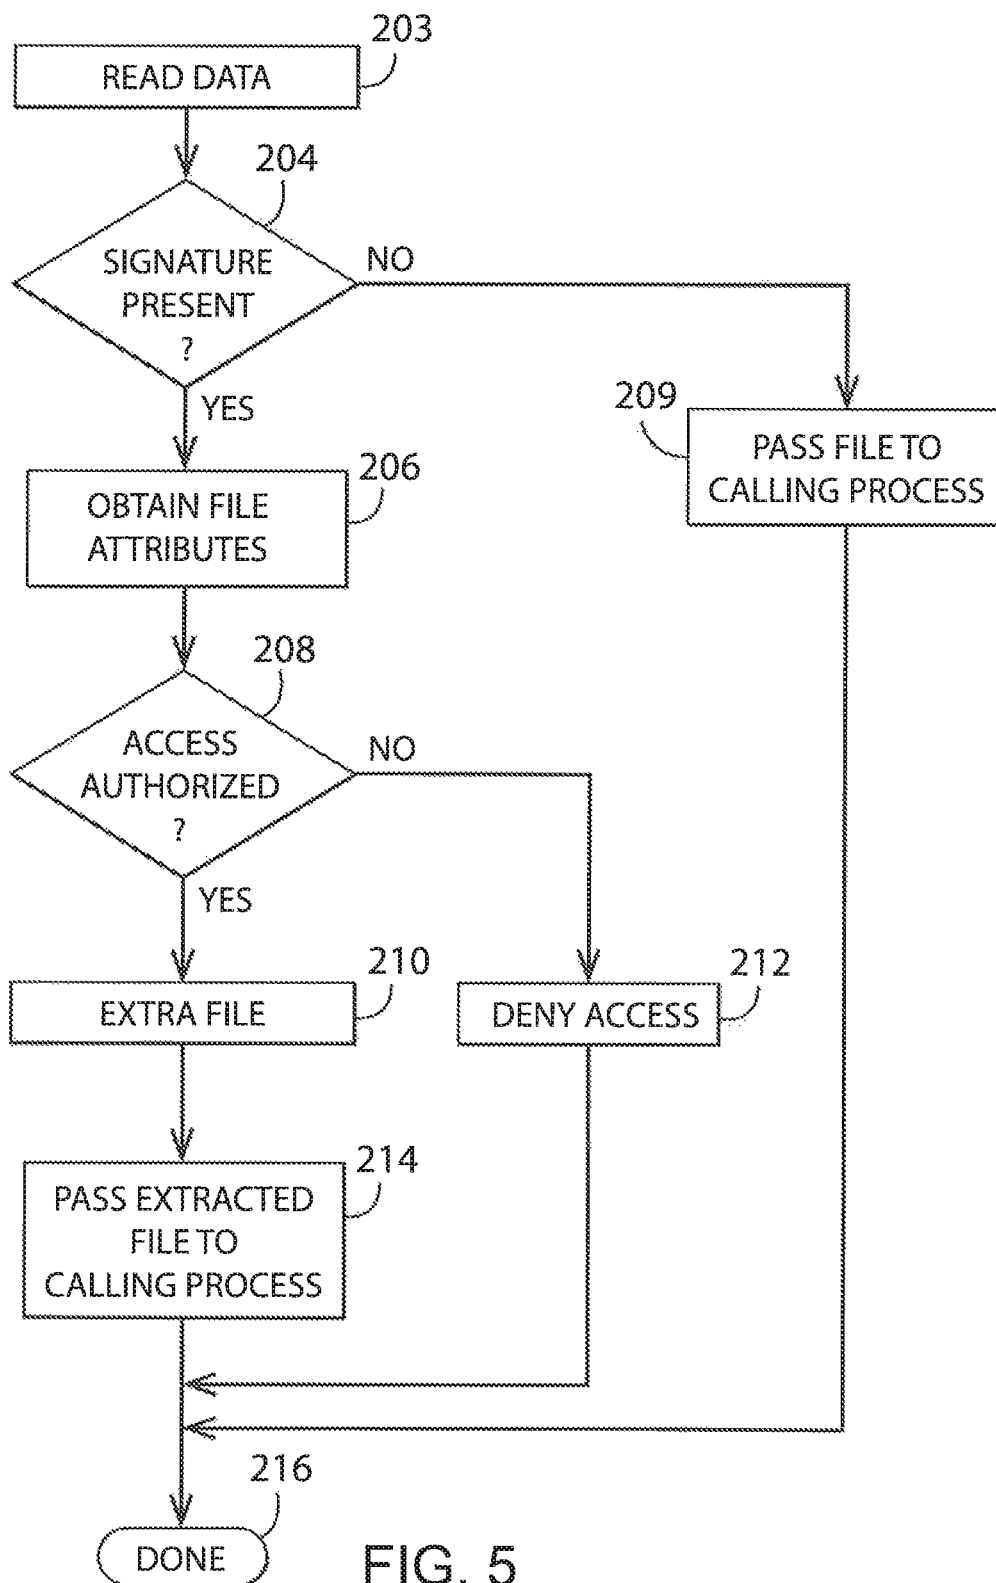 203
READ DATA
204
SIGNATURE
PRESENT
?
NO
YES
209
PASS FILE TO
CALLING PROCESS
206
OBTAIN FILE
ATTRIBUTES
208
ACCESS
AUTHORIZED
?
NO
YES
210
EXTRA FILE
212
DENY ACCESS
214
PASS EXTRACTED
FILE TO
CALLING PROCESS
216
DONE
FIG. 5